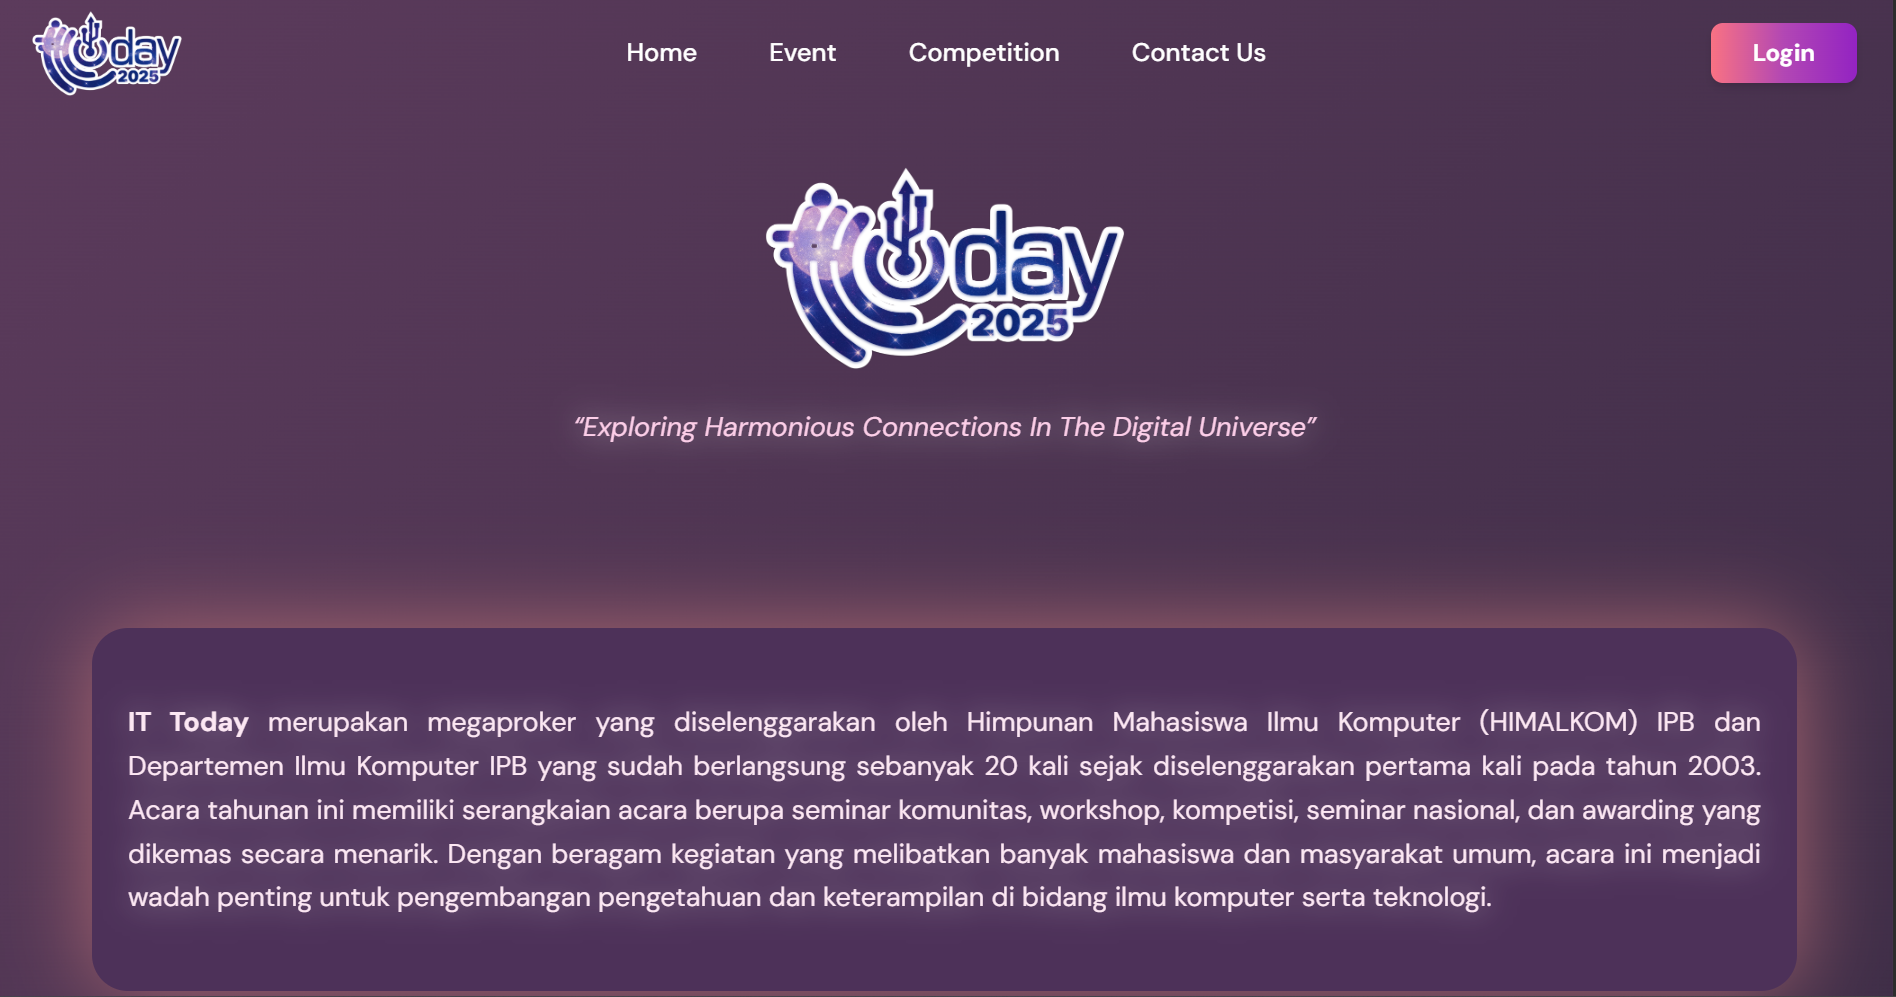 day
2025
Home
Event
Competition
Contact Us
Login
day
2025
“Exploring Harmonious Connections In The Digital Universe”
IT Today merupakan megaproker yang diselenggarakan oleh Himpunan Mahasiswa Ilmu Komputer (HIMALKOM) IPB dan
Departemen Ilmu Komputer IPB yang sudah berlangsung sebanyak 20 kali sejak diselenggarakan pertama kali pada tahun 2003.
Acara tahunan ini memiliki serangkaian acara berupa seminar komunitas, workshop, kompetisi, seminar nasional, dan awarding yang
dikemas secara menarik. Dengan beragam kegiatan yang melibatkan banyak mahasiswa dan masyarakat umum, acara ini menjadi
wadah penting untuk pengembangan pengetahuan dan keterampilan di bidang ilmu komputer serta teknologi.